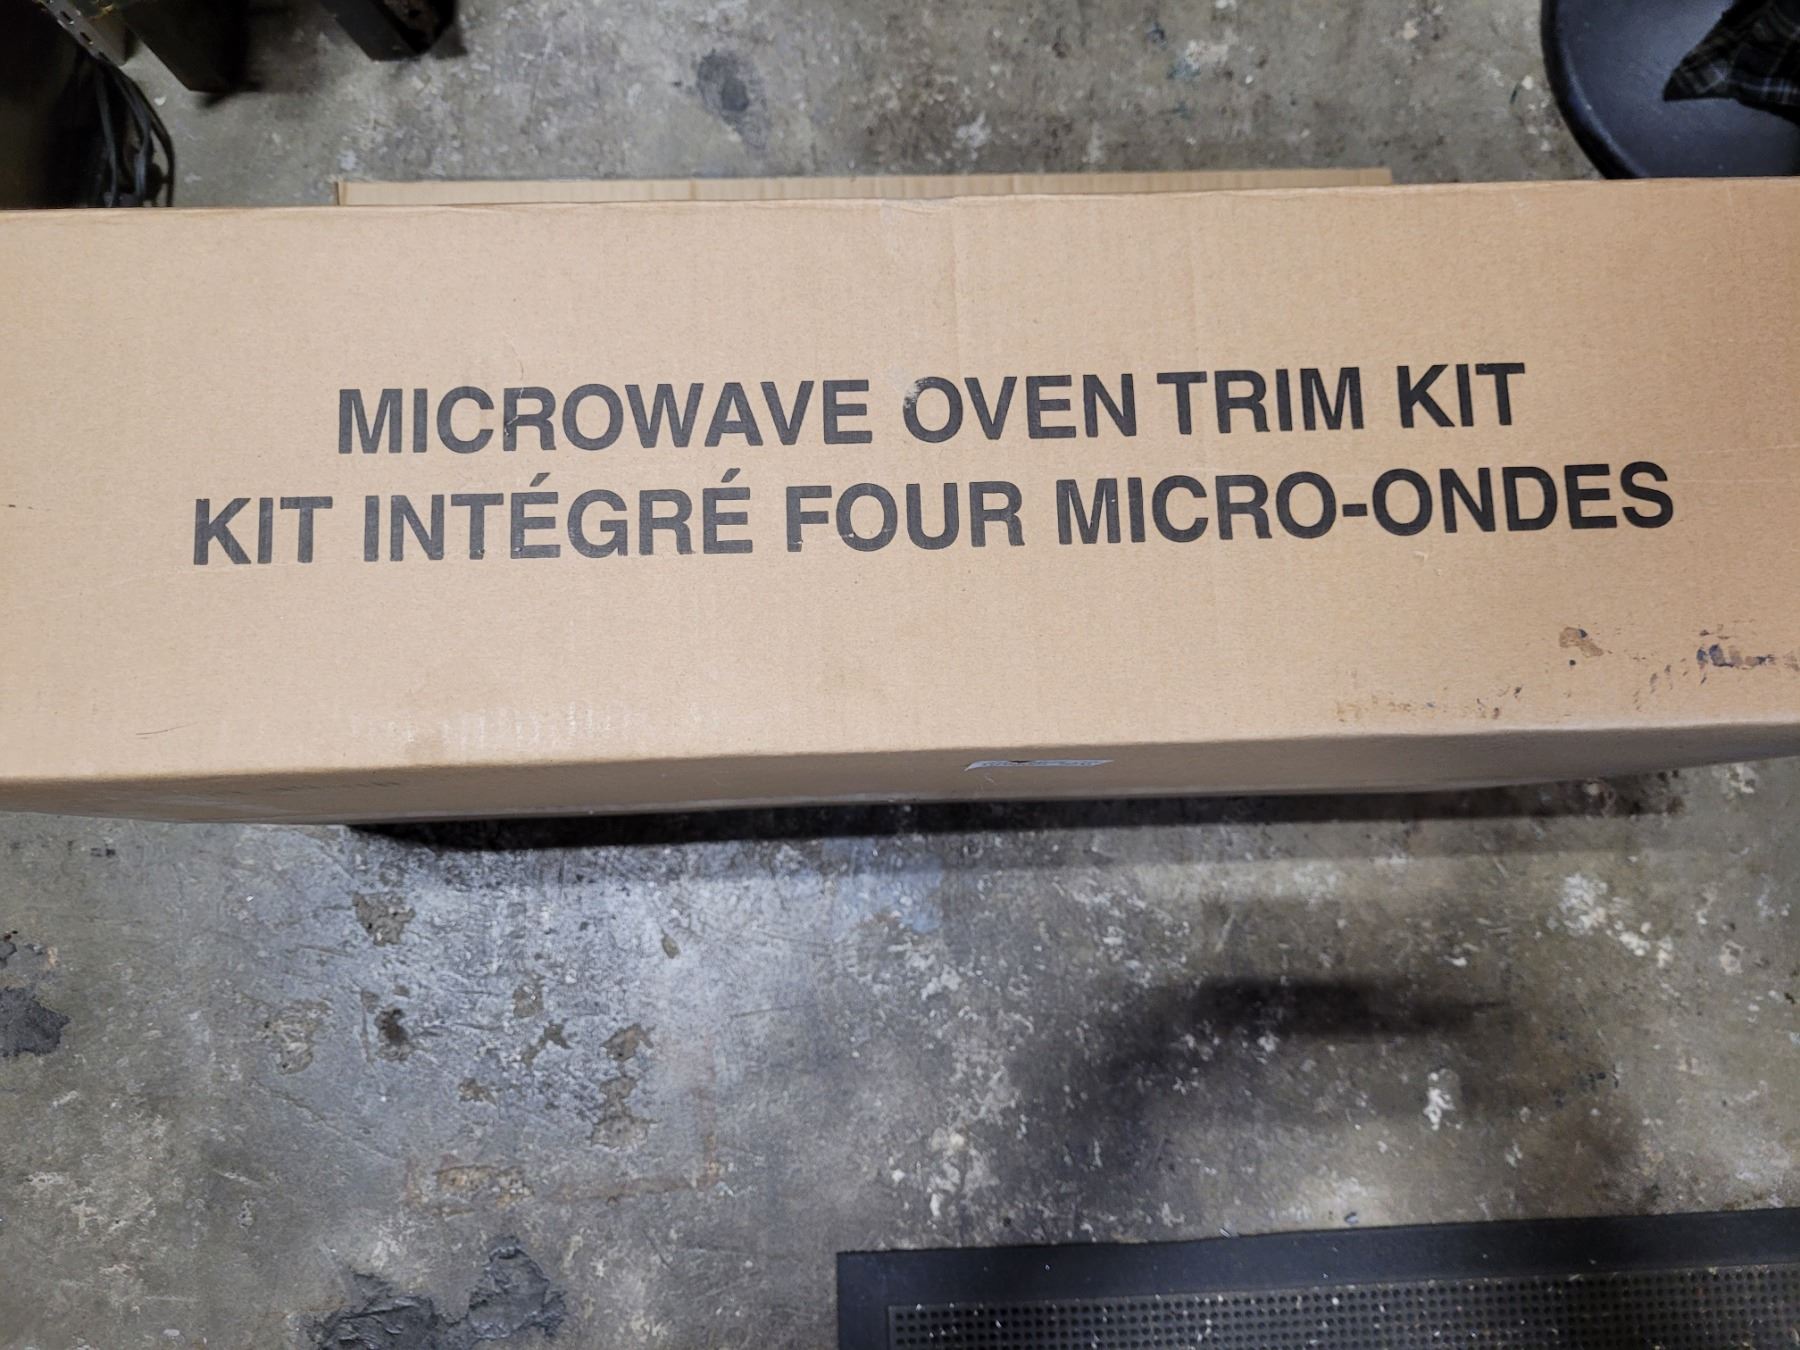 MICROWAVE OVEN TRIM KIT
KIT INTÉGRÉ FOUR MICRO-ONDES